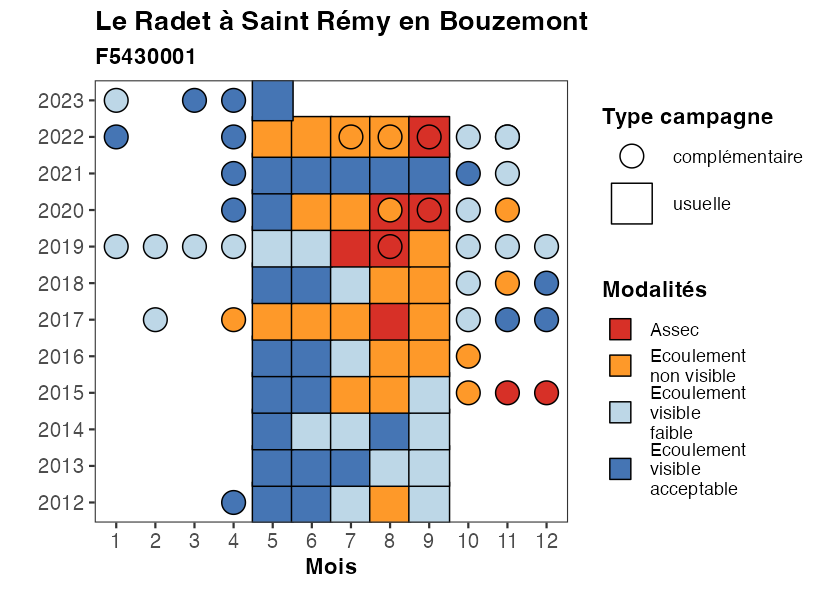 Le Radet à Saint Rémy en Bouzemont
F5430001
2023
2022
2021
2020
2019
2018
2017
2016
2015
2014
2013
2012
1 2 3 4 5 6 7 8 9 10 11 12
Mois
Type campagne
complémentaire
usuelle
Modalités
Assec
Ecoulement
non visible
Ecoulement
visible
faible
Ecoulement
visible
acceptable